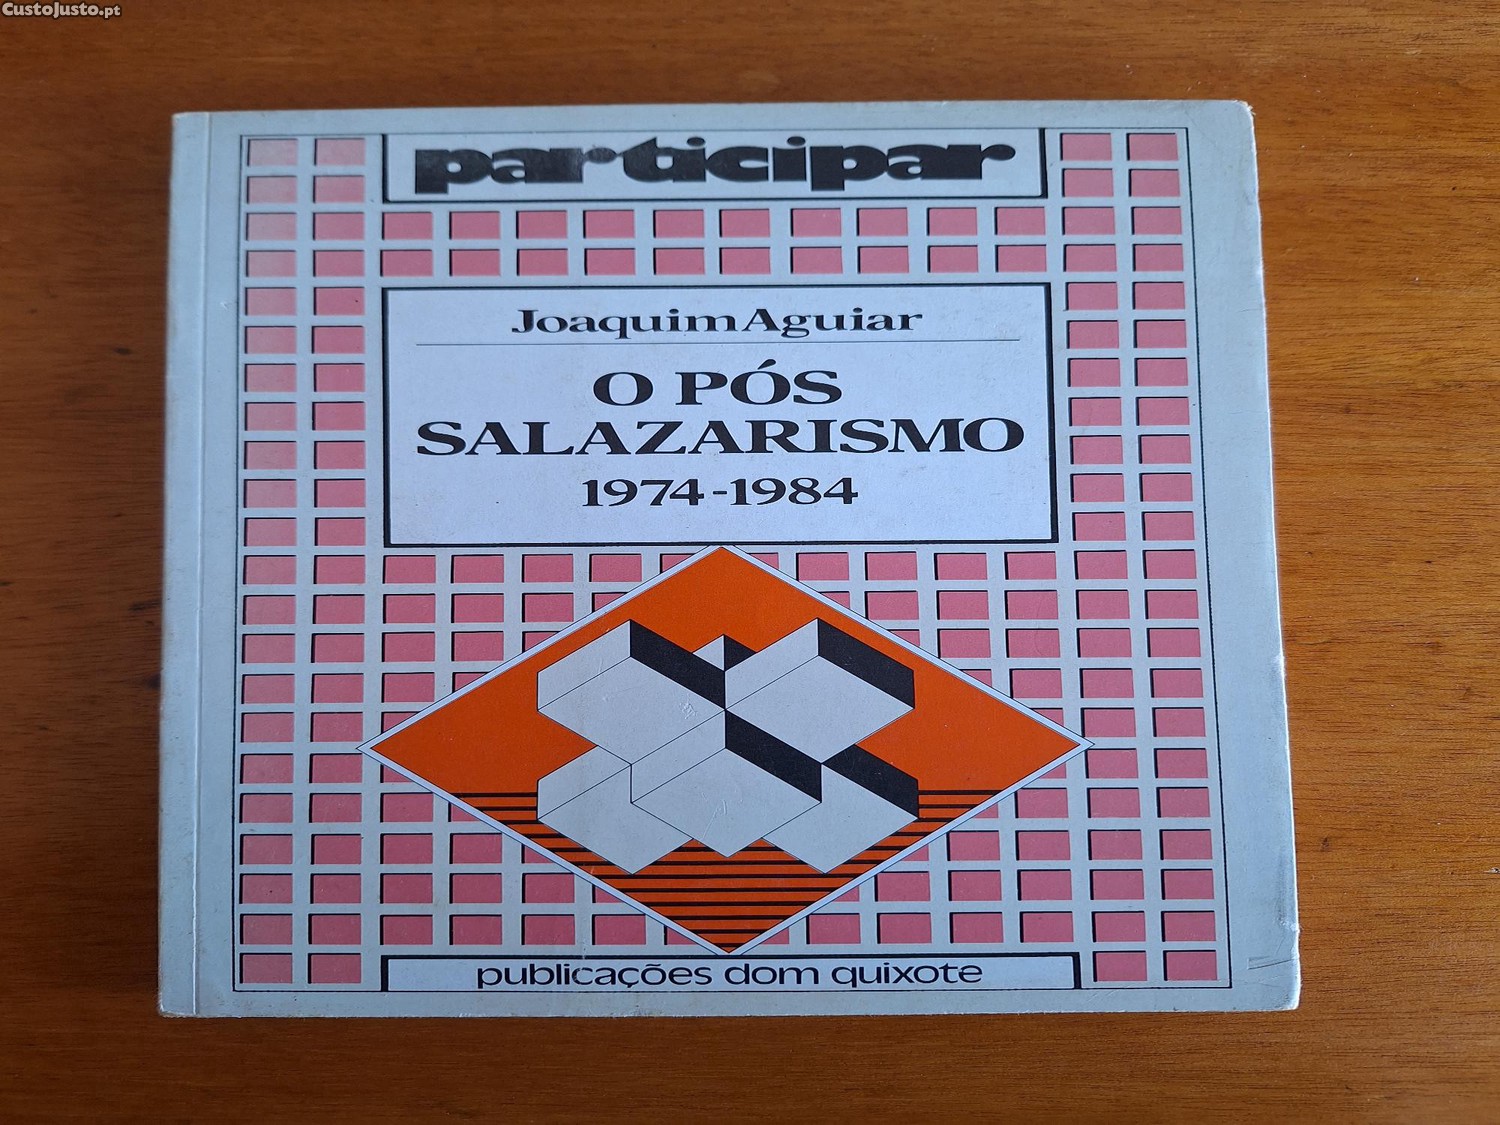 CustoJusto.pt
participar
Joaquim Aguiar
O PÓS
SALAZARISMO
1974-1984
publicações dom quixote